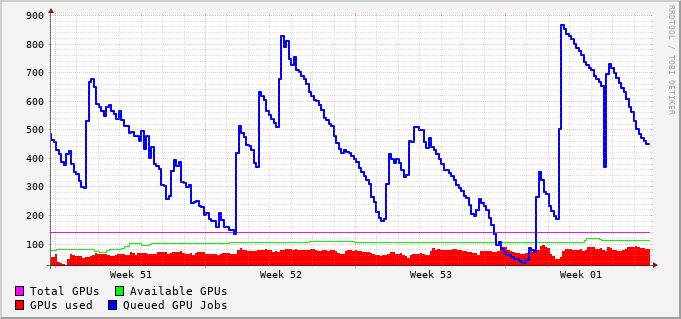 900
800
700
600
500
400
300
200
100
Week 51 Week 52 Week 53 Week 01
Total GPUs Available GPUs
GPUs used Queued GPU Jobs
RRDTOOL / TOBI OETIKER